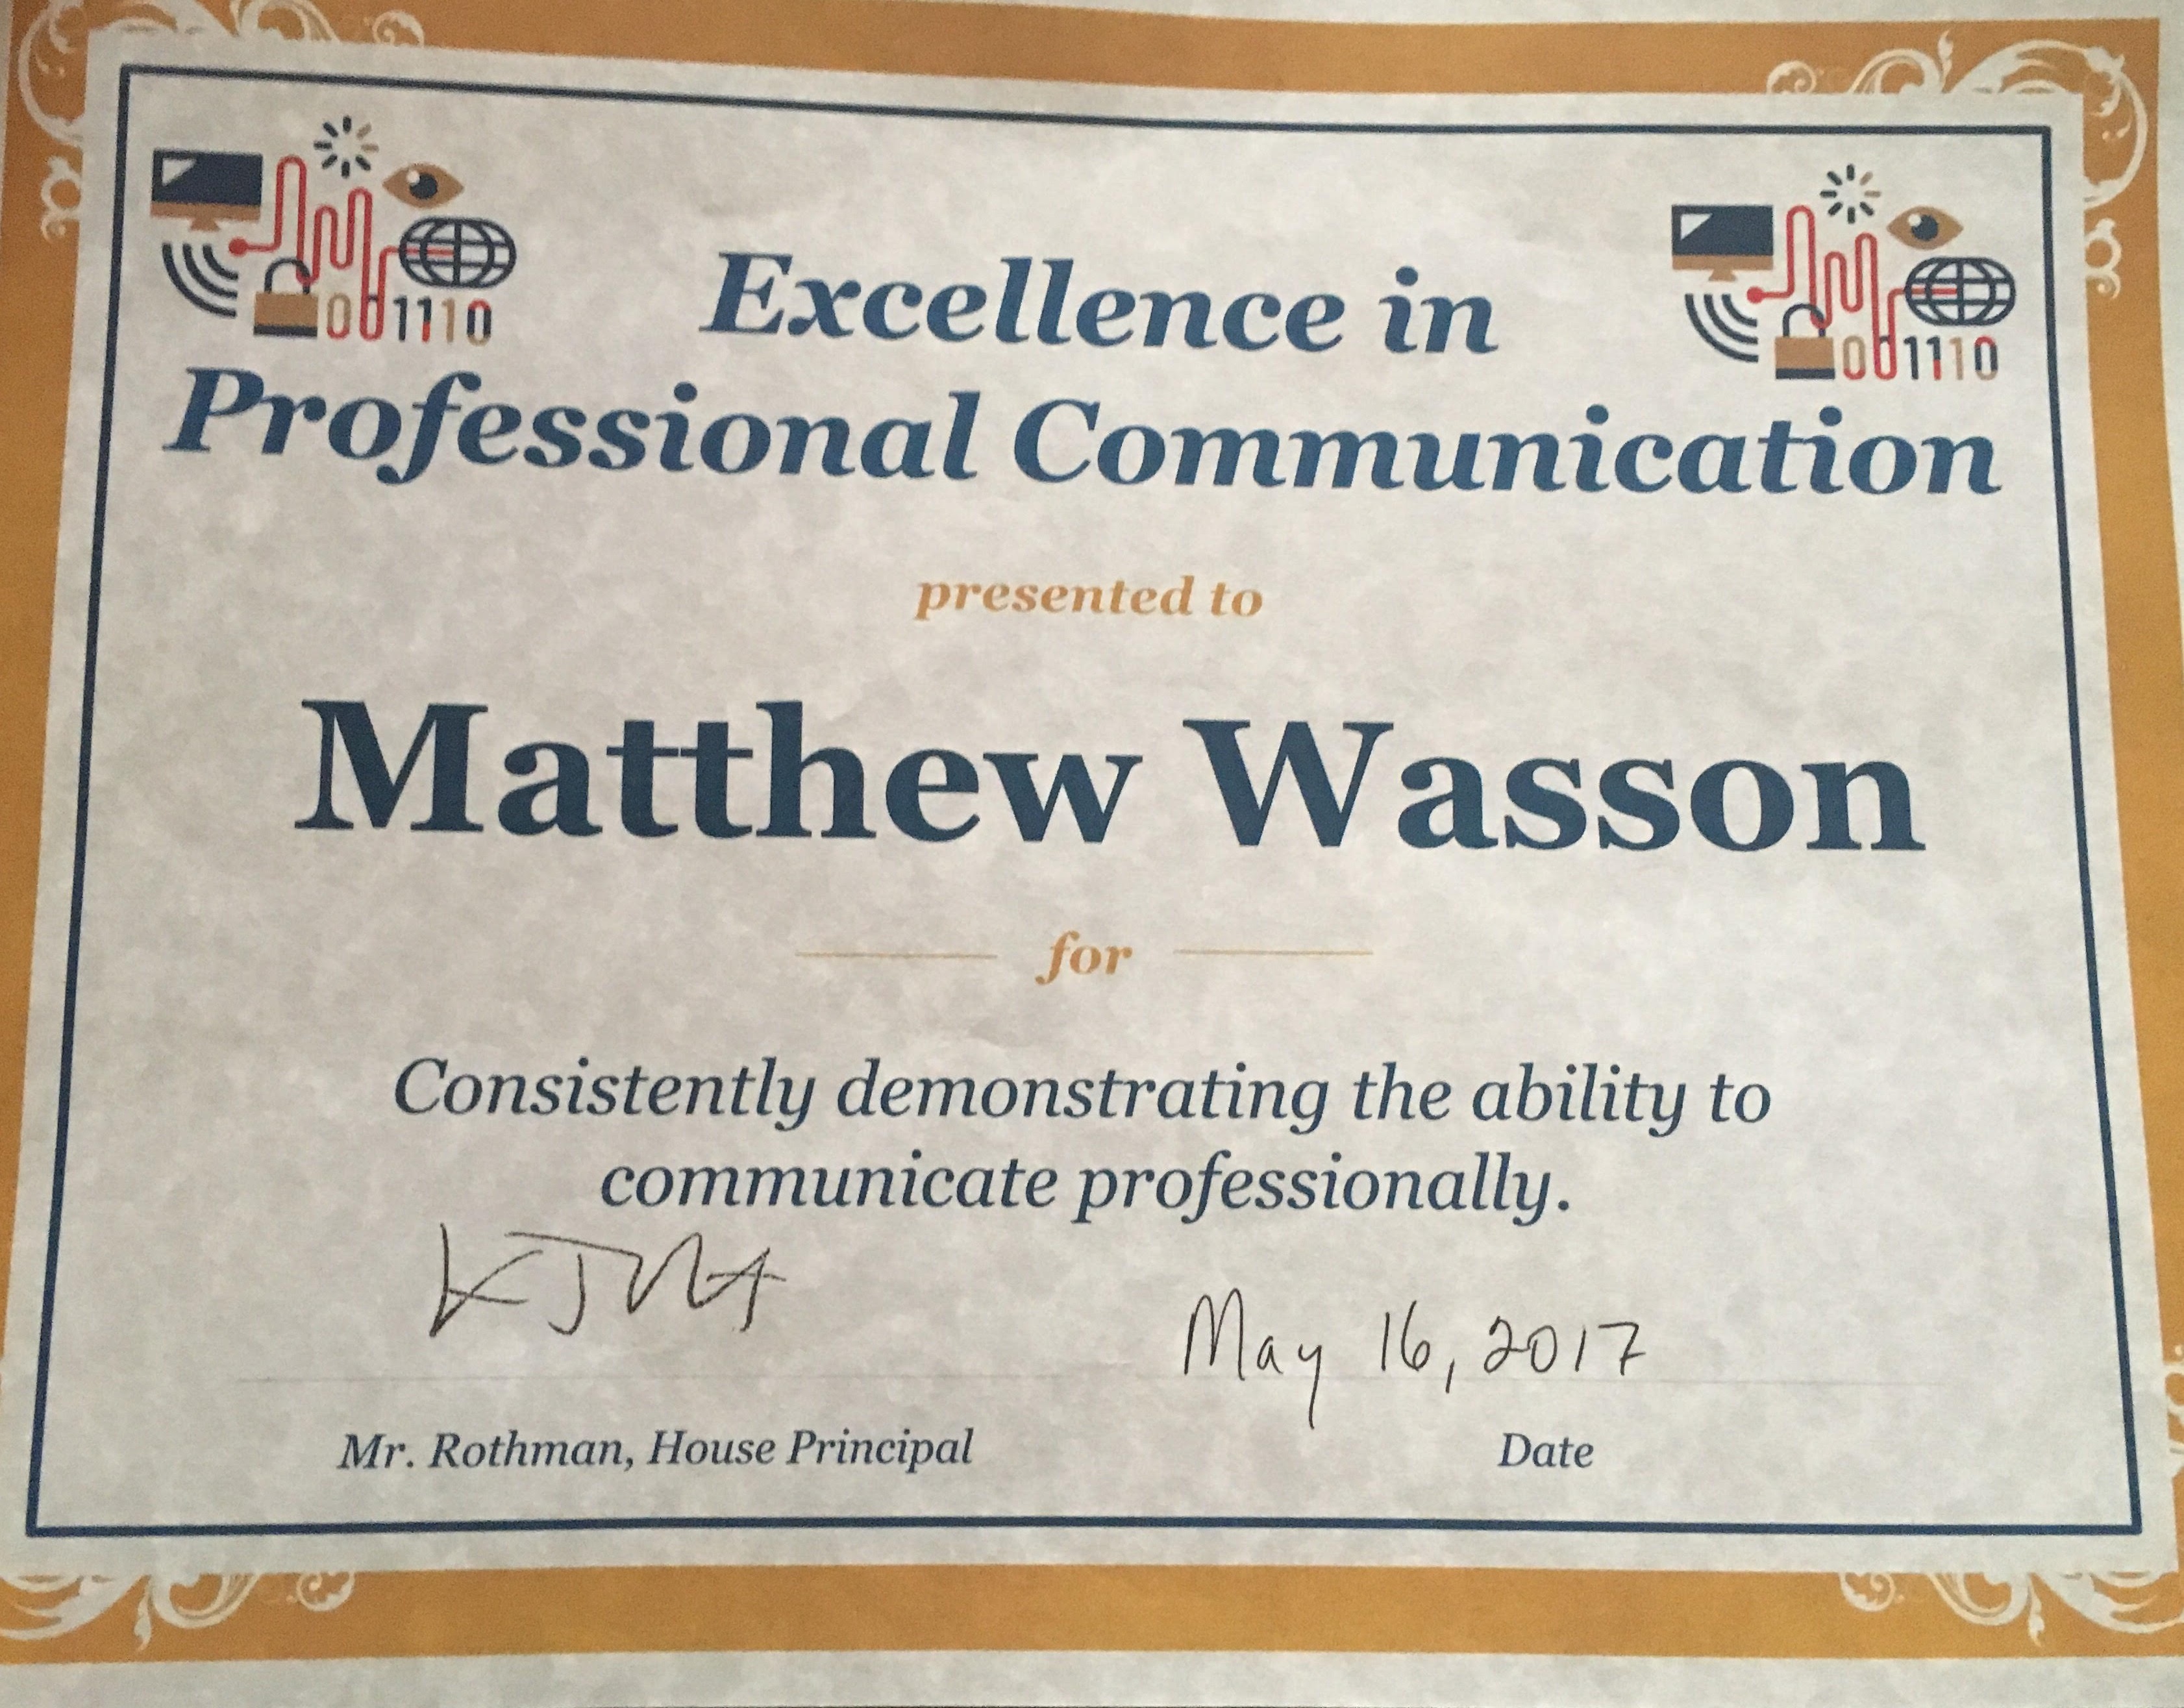 001110
001110
Excellence in
Professional Communication
presented to
Matthew Wasson
for
Consistently demonstrating the ability to
communicate professionally.
May 16, 2017
Mr. Rothman, House Principal
Date